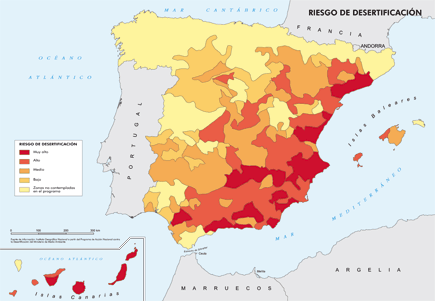 RIESGO DE DESERTIFICACIÓN
MAR CANTÁBRICO
FRANCIA
ANDORRA
OCÉANO
ATLÁNTICO
PORTUGAL
Islas Baleares
MAR MEDITERRÁNEO
RIESGO DE DESERTIFICACIÓN
Muy alto
Alto
Medio
Bajo
Zonas no contempladas
en el programa
OCÉANO ATLÁNTICO
Islas Canarias
Ceuta
Melilla
MARRUECOS
ARGELIA